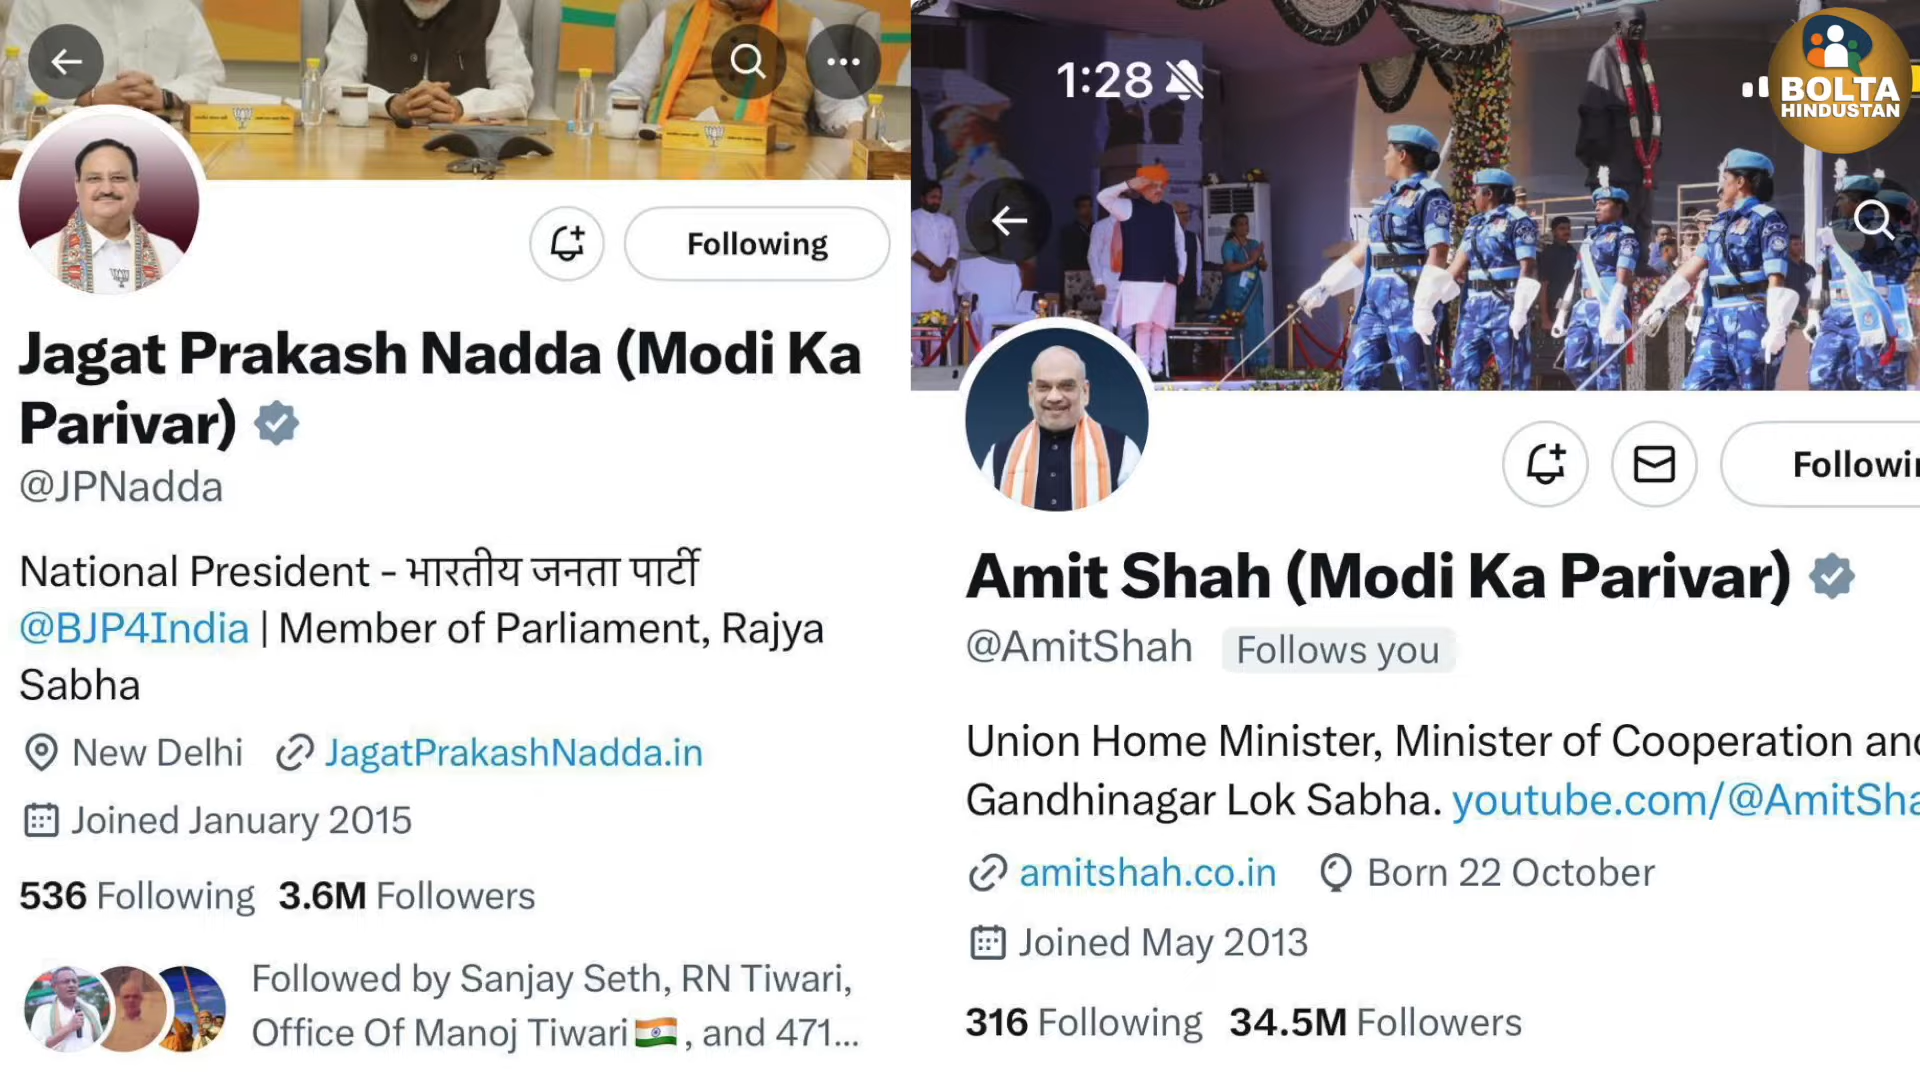 Following
Jagat Prakash Nadda (Modi Ka
Parivar)
@JPNadda
National President - भारतीय जनता पार्टी
@BJP4India | Member of Parliament, Rajya
Sabha
New Delhi JagatPrakashNadda.in
Joined January 2015
536 Following 3.6M Followers
Followed by Sanjay Seth, RN Tiwari,
Office Of Manoj Tiwari🇮🇳, and 471...
1:28
BOLTA
HINDUSTAN
Followin
Amit Shah (Modi Ka Parivar)
@AmitShah Follows you
Union Home Minister, Minister of Cooperation and
Gandhinagar Lok Sabha. youtube.com/@AmitSha
amitshah.co.in Born 22 October
Joined May 2013
316 Following 34.5M Followers